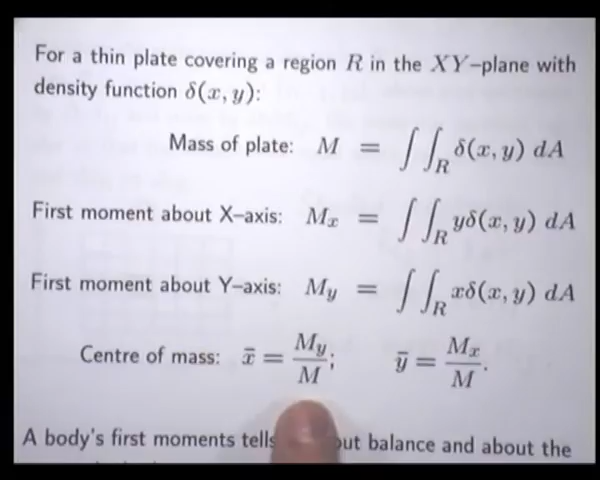 For a thin plate covering a region R in the XY–plane with
density function δ(x, y):
Mass of plate: M = ∫∫_R δ(x, y) dA
First moment about X–axis: M_x = ∫∫_R yδ(x, y) dA
First moment about Y–axis: M_y = ∫∫_R xδ(x, y) dA
Centre of mass: x̄ = M_y/M; ȳ = M_x/M.
A body's first moments tells out balance and about the